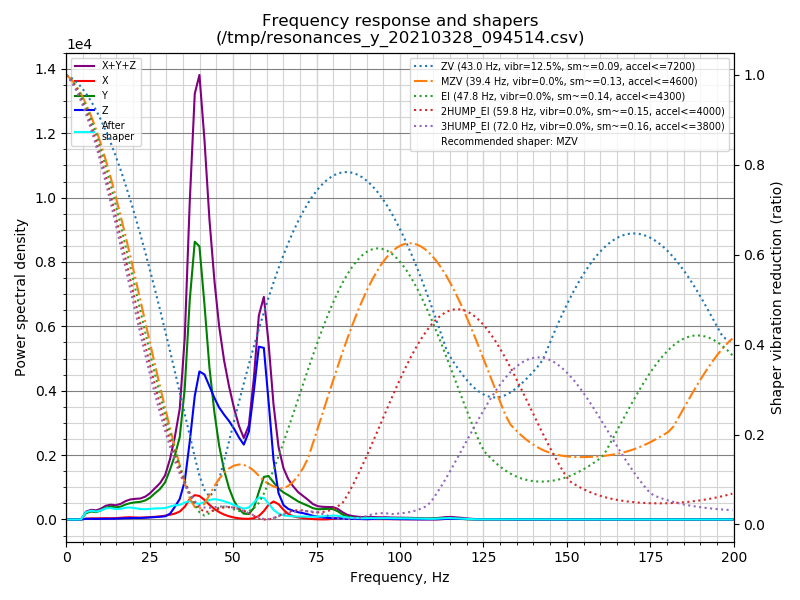 Frequency response and shapers
(/tmp/resonances_y_20210328_094514.csv)
1e4
X+Y+Z
X
Y
Z
After
shaper
ZV (43.0 Hz, vibr=12.5%, sm~=0.09, accel<=7200)
MZV (39.4 Hz, vibr=0.0%, sm~=0.13, accel<=4600)
EI (47.8 Hz, vibr=0.0%, sm~=0.14, accel<=4300)
2HUMP_EI (59.8 Hz, vibr=0.0%, sm~=0.15, accel<=4000)
3HUMP_EI (72.0 Hz, vibr=0.0%, sm~=0.16, accel<=3800)
Recommended shaper: MZV
Power spectral density
1.4
1.2
1.0
0.8
0.6
0.4
0.2
0.0
1.0
0.8
0.6
0.4
0.2
0.0
Shaper vibration reduction (ratio)
0 25 50 75 100 125 150 175 200
Frequency, Hz